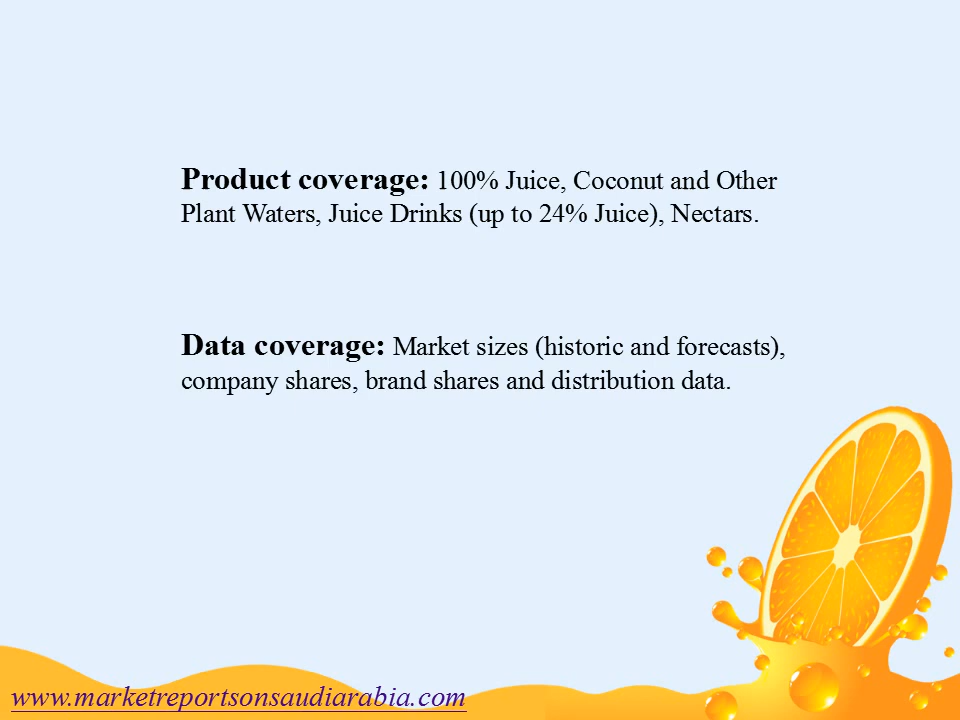 Product coverage: 100% Juice, Coconut and Other
Plant Waters, Juice Drinks (up to 24% Juice), Nectars.
Data coverage: Market sizes (historic and forecasts),
company shares, brand shares and distribution data.
www.marketreportsonsaudiarabia.com